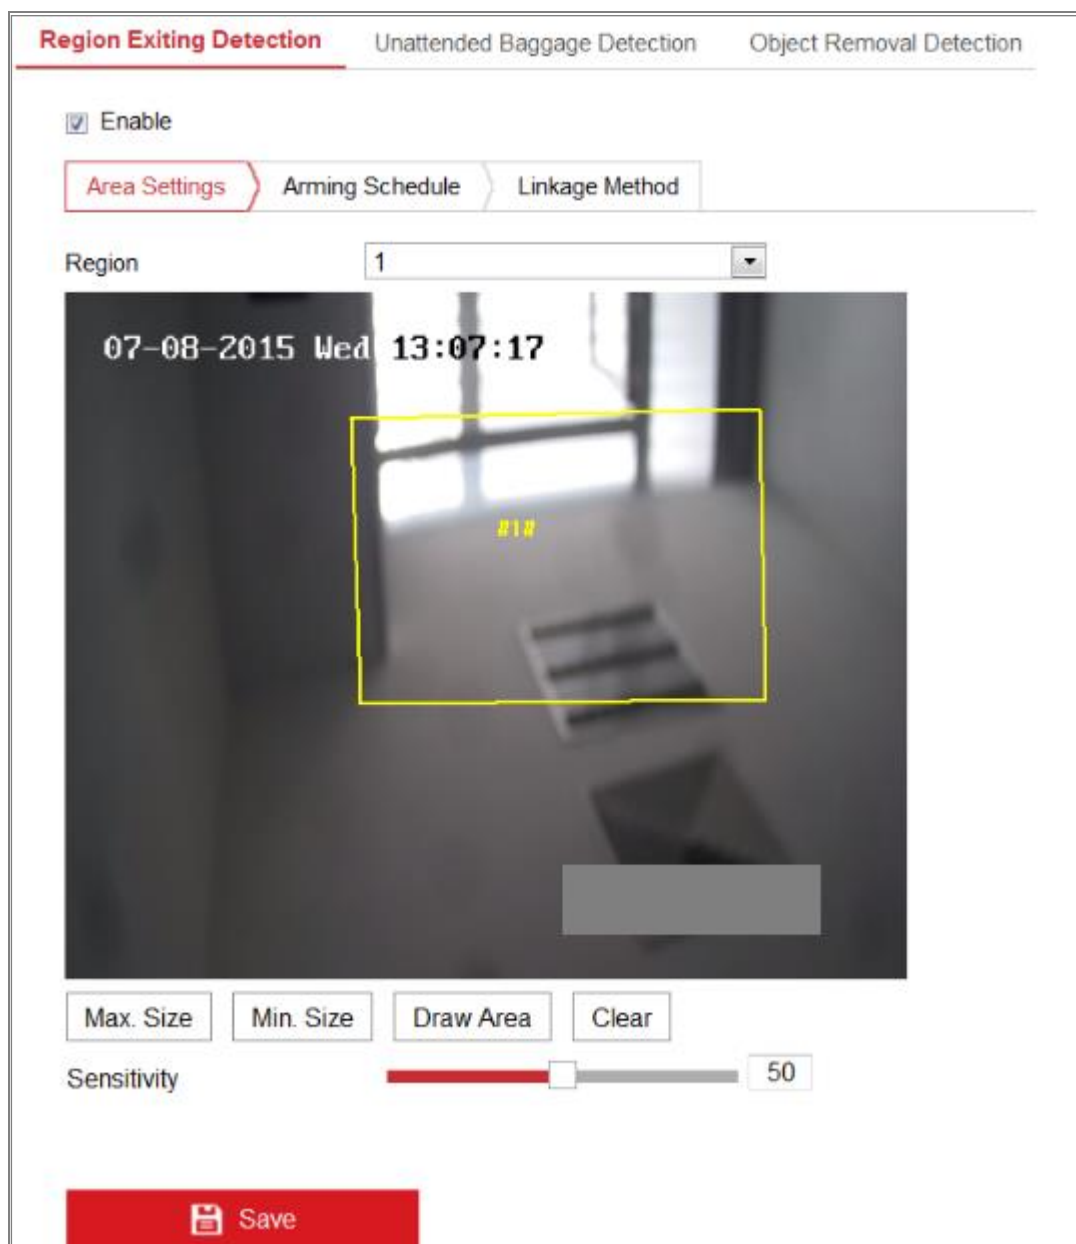 Region Exiting Detection Unattended Baggage Detection Object Removal Detection
Enable
Area Settings Arming Schedule Linkage Method
Region 1
07-08-2015 Wed 13:07:17
#1#
Max. Size Min. Size Draw Area Clear
Sensitivity 50
Save